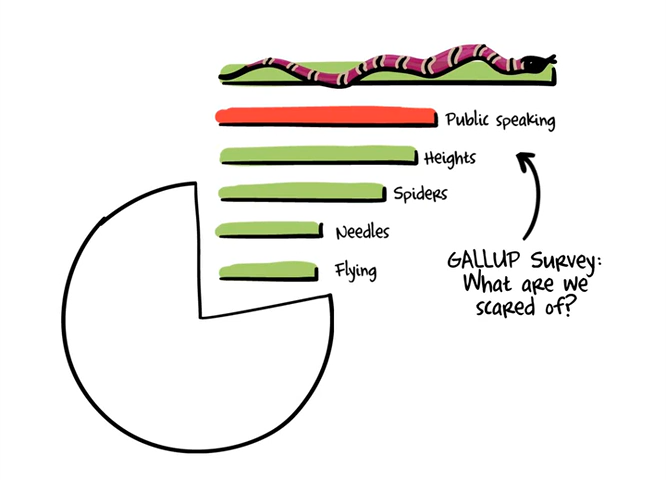 Public speaking
Heights
Spiders
Needles
Flying
GALLUP Survey:
What are we
scared of?